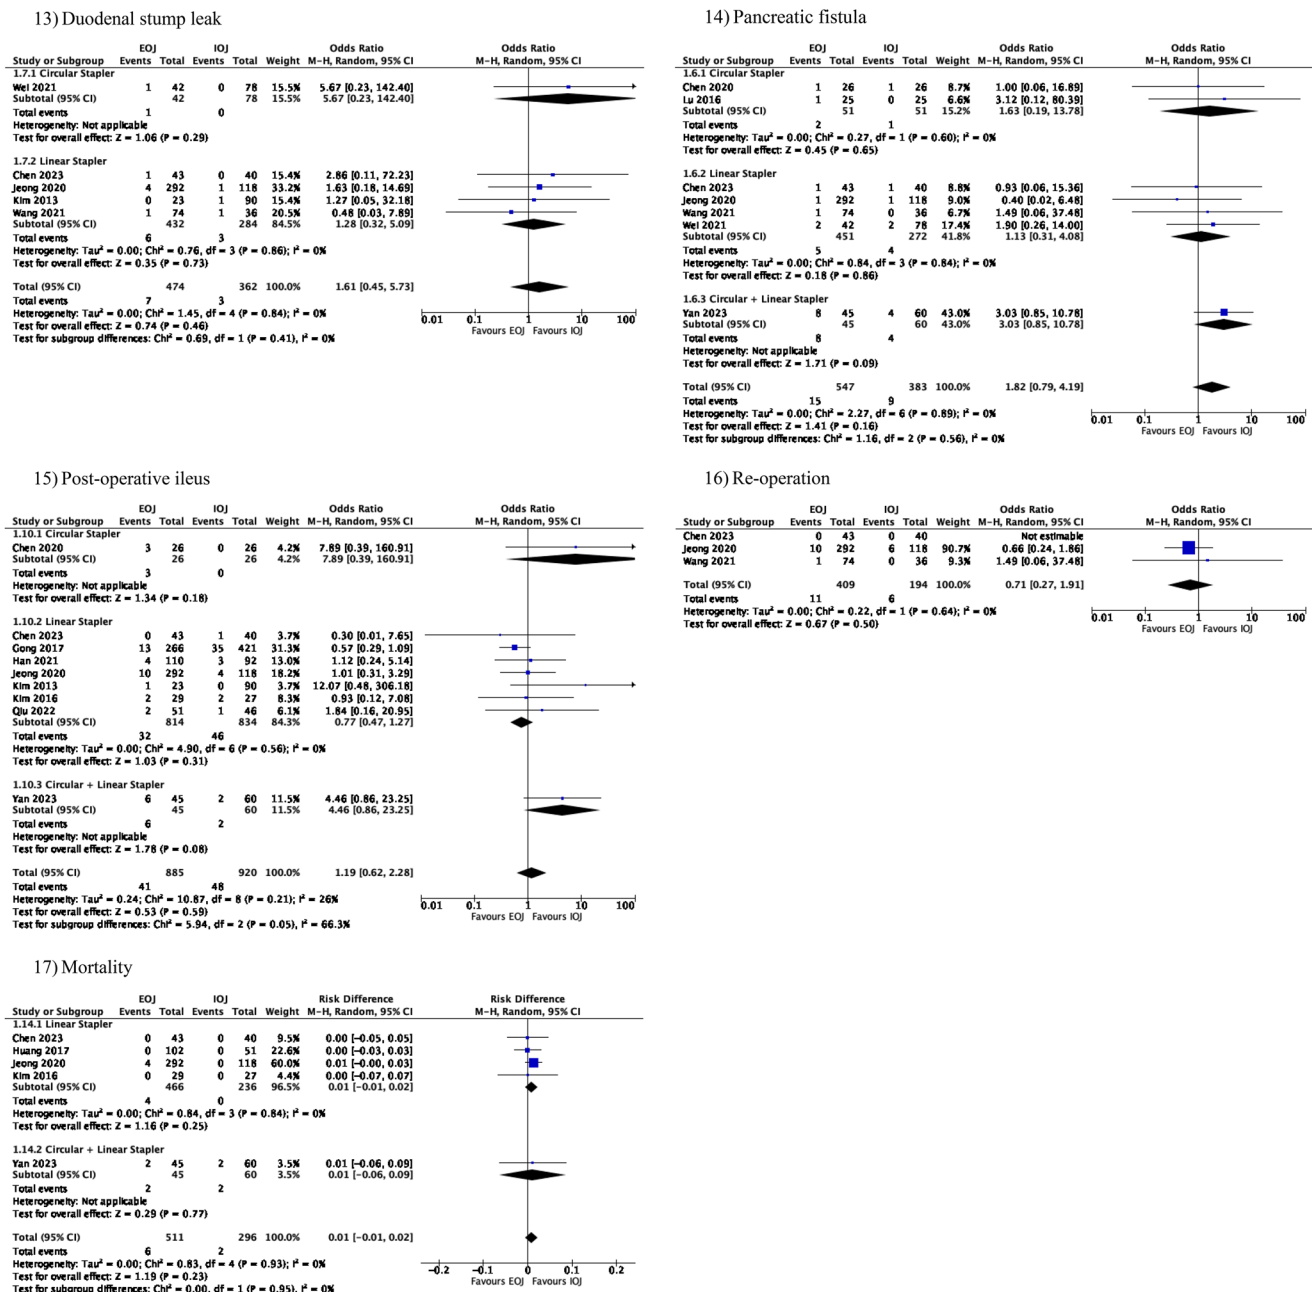 13) Duodenal stump leak
EOJ IOJ Odds Ratio Odds Ratio
Study or Subgroup Events Total Events Total Weight M-H, Random, 95% CI M-H, Random, 95% CI
1.7.1 Circular Stapler
Wei 2021 1 42 0 78 15.5% 5.67 [0.23, 142.40]
Subtotal (95% CI) 42 78 15.5% 5.67 [0.23, 142.40]
Total events 1 0
Heterogeneity: Not applicable
Test for overall effect: Z = 1.06 (P = 0.29)
1.7.2 Linear Stapler
Chen 2023 1 43 0 40 15.4% 2.86 [0.11, 72.23]
Jeong 2020 4 292 1 118 33.2% 1.63 [0.18, 14.69]
Kim 2013 0 23 1 90 15.5% 1.27 [0.05, 32.18]
Wang 2021 1 74 1 36 20.5% 0.48 [0.03, 7.89]
Subtotal (95% CI) 432 284 84.5% 1.28 [0.32, 5.09]
Total events 6 3
Heterogeneity: Tau² = 0.00; Chi² = 0.76, df = 3 (P = 0.86); I² = 0%
Test for overall effect: Z = 0.35 (P = 0.73)
Total (95% CI) 474 362 100.0% 1.61 [0.45, 5.73]
Total events 7 3
Heterogeneity: Tau² = 0.00; Chi² = 1.45, df = 4 (P = 0.84); I² = 0%
Test for overall effect: Z = 0.74 (P = 0.46)
Test for subgroup differences: Chi² = 0.69, df = 1 (P = 0.41), I² = 0%
0.01 0.1 1 10 100
Favours EOJ Favours IOJ
14) Pancreatic fistula
EOJ IOJ Odds Ratio Odds Ratio
Study or Subgroup Events Total Events Total Weight M-H, Random, 95% CI M-H, Random, 95% CI
1.6.1 Circular Stapler
Chen 2020 1 26 1 26 8.7% 1.00 [0.06, 16.89]
Lu 2016 1 25 0 25 6.6% 3.12 [0.12, 80.39]
Subtotal (95% CI) 51 51 15.2% 1.63 [0.19, 13.78]
Total events 2 1
Heterogeneity: Tau² = 0.00; Chi² = 0.27, df = 1 (P = 0.60); I² = 0%
Test for overall effect: Z = 0.45 (P = 0.65)
1.6.2 Linear Stapler
Chen 2023 1 43 1 40 8.8% 0.93 [0.06, 15.36]
Jeong 2020 1 292 1 118 9.0% 0.40 [0.02, 6.48]
Wang 2021 1 74 0 36 6.7% 1.49 [0.06, 37.48]
Wei 2021 2 42 2 78 17.4% 1.90 [0.26, 14.00]
Subtotal (95% CI) 451 272 41.8% 1.13 [0.31, 4.08]
Total events 5 4
Heterogeneity: Tau² = 0.00; Chi² = 0.84, df = 3 (P = 0.84); I² = 0%
Test for overall effect: Z = 0.18 (P = 0.86)
1.6.3 Circular + Linear Stapler
Yan 2023 8 45 4 60 43.0% 3.03 [0.85, 10.78]
Subtotal (95% CI) 45 60 43.0% 3.03 [0.85, 10.78]
Total events 8 4
Heterogeneity: Not applicable
Test for overall effect: Z = 1.71 (P = 0.09)
Total (95% CI) 547 383 100.0% 1.82 [0.79, 4.19]
Total events 15 9
Heterogeneity: Tau² = 0.00; Chi² = 2.27, df = 6 (P = 0.89); I² = 0%
Test for overall effect: Z = 1.41 (P = 0.16)
Test for subgroup differences: Chi² = 1.16, df = 2 (P = 0.56), I² = 0%
0.01 0.1 1 10 100
Favours EOJ Favours IOJ
15) Post-operative ileus
EOJ IOJ Odds Ratio Odds Ratio
Study or Subgroup Events Total Events Total Weight M-H, Random, 95% CI M-H, Random, 95% CI
1.10.1 Circular Stapler
Chen 2020 3 26 0 26 4.2% 7.89 [0.39, 160.91]
Subtotal (95% CI) 26 26 4.2% 7.89 [0.39, 160.91]
Total events 3 0
Heterogeneity: Not applicable
Test for overall effect: Z = 1.34 (P = 0.18)
1.10.2 Linear Stapler
Chen 2023 0 43 1 40 3.7% 0.30 [0.01, 7.65]
Gong 2017 13 266 35 421 31.3% 0.57 [0.29, 1.09]
Han 2021 4 110 3 92 13.0% 1.12 [0.24, 5.14]
Jeong 2020 10 292 4 118 18.2% 1.01 [0.31, 3.29]
Kim 2013 1 23 0 90 3.7% 12.07 [0.48, 306.18]
Kim 2016 2 29 2 27 8.3% 0.93 [0.12, 7.08]
Qiu 2022 2 51 1 46 6.1% 1.84 [0.16, 20.95]
Subtotal (95% CI) 814 834 84.3% 0.77 [0.47, 1.27]
Total events 32 46
Heterogeneity: Tau² = 0.00; Chi² = 4.90, df = 6 (P = 0.56); I² = 0%
Test for overall effect: Z = 1.03 (P = 0.31)
1.10.3 Circular + Linear Stapler
Yan 2023 6 45 2 60 11.5% 4.46 [0.86, 23.25]
Subtotal (95% CI) 45 60 11.5% 4.46 [0.86, 23.25]
Total events 6 2
Heterogeneity: Not applicable
Test for overall effect: Z = 1.78 (P = 0.08)
Total (95% CI) 885 920 100.0% 1.19 [0.62, 2.28]
Total events 41 48
Heterogeneity: Tau² = 0.24; Chi² = 10.87, df = 8 (P = 0.21); I² = 26%
Test for overall effect: Z = 0.53 (P = 0.59)
Test for subgroup differences: Chi² = 5.94, df = 2 (P = 0.05), I² = 66.3%
0.01 0.1 1 10 100
Favours EOJ Favours IOJ
16) Re-operation
EOJ IOJ Odds Ratio Odds Ratio
Study or Subgroup Events Total Events Total Weight M-H, Random, 95% CI M-H, Random, 95% CI
Chen 2023 0 43 0 40 Not estimable
Jeong 2020 10 292 6 118 90.7% 0.66 [0.24, 1.86]
Wang 2021 1 74 0 36 9.3% 1.49 [0.06, 37.48]
Total (95% CI) 409 194 100.0% 0.71 [0.27, 1.91]
Total events 11 6
Heterogeneity: Tau² = 0.00; Chi² = 0.22, df = 1 (P = 0.64); I² = 0%
Test for overall effect: Z = 0.67 (P = 0.50)
0.01 0.1 1 10 100
Favours EOJ Favours IOJ
17) Mortality
EOJ IOJ Risk Difference Risk Difference
Study or Subgroup Events Total Events Total Weight M-H, Random, 95% CI M-H, Random, 95% CI
1.14.1 Linear Stapler
Chen 2023 0 43 0 40 9.5% 0.00 [-0.05, 0.05]
Huang 2017 0 102 0 51 22.6% 0.00 [-0.03, 0.03]
Jeong 2020 4 292 0 118 60.0% 0.01 [-0.00, 0.03]
Kim 2016 0 29 0 27 4.4% 0.00 [-0.07, 0.07]
Subtotal (95% CI) 466 236 96.5% 0.01 [-0.01, 0.02]
Total events 4 0
Heterogeneity: Tau² = 0.00; Chi² = 0.84, df = 3 (P = 0.84); I² = 0%
Test for overall effect: Z = 1.16 (P = 0.25)
1.14.2 Circular + Linear Stapler
Yan 2023 2 45 2 60 3.5% 0.01 [-0.06, 0.09]
Subtotal (95% CI) 45 60 3.5% 0.01 [-0.06, 0.09]
Total events 2 2
Heterogeneity: Not applicable
Test for overall effect: Z = 0.29 (P = 0.77)
Total (95% CI) 511 296 100.0% 0.01 [-0.01, 0.02]
Total events 6 2
Heterogeneity: Tau² = 0.00; Chi² = 0.83, df = 4 (P = 0.93); I² = 0%
Test for overall effect: Z = 1.19 (P = 0.23)
Test for subgroup differences: Chi² = 0.00, df = 1 (P = 0.95), I² = 0%
-0.2 -0.1 0 0.1 0.2
Favours EOJ Favours IOJ